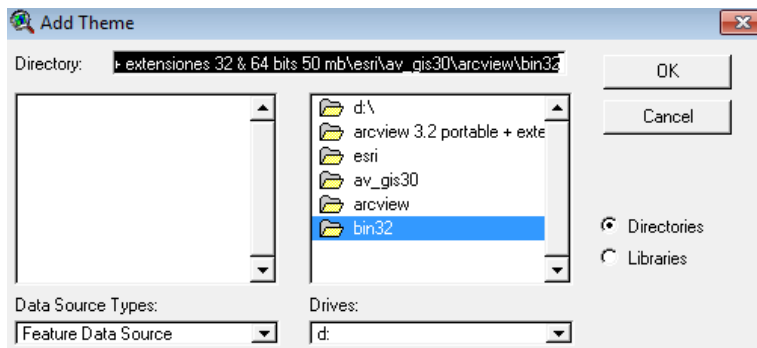 Add Theme
Directory:
extensiones 32 & 64 bits 50 mb\esri\av_gis30\arcview\bin32
OK
Cancel
d:\
arcview 3.2 portable + exte
esri
av_gis30
arcview
bin32
Directories
Libraries
Data Source Types:
Drives:
Feature Data Source
d: